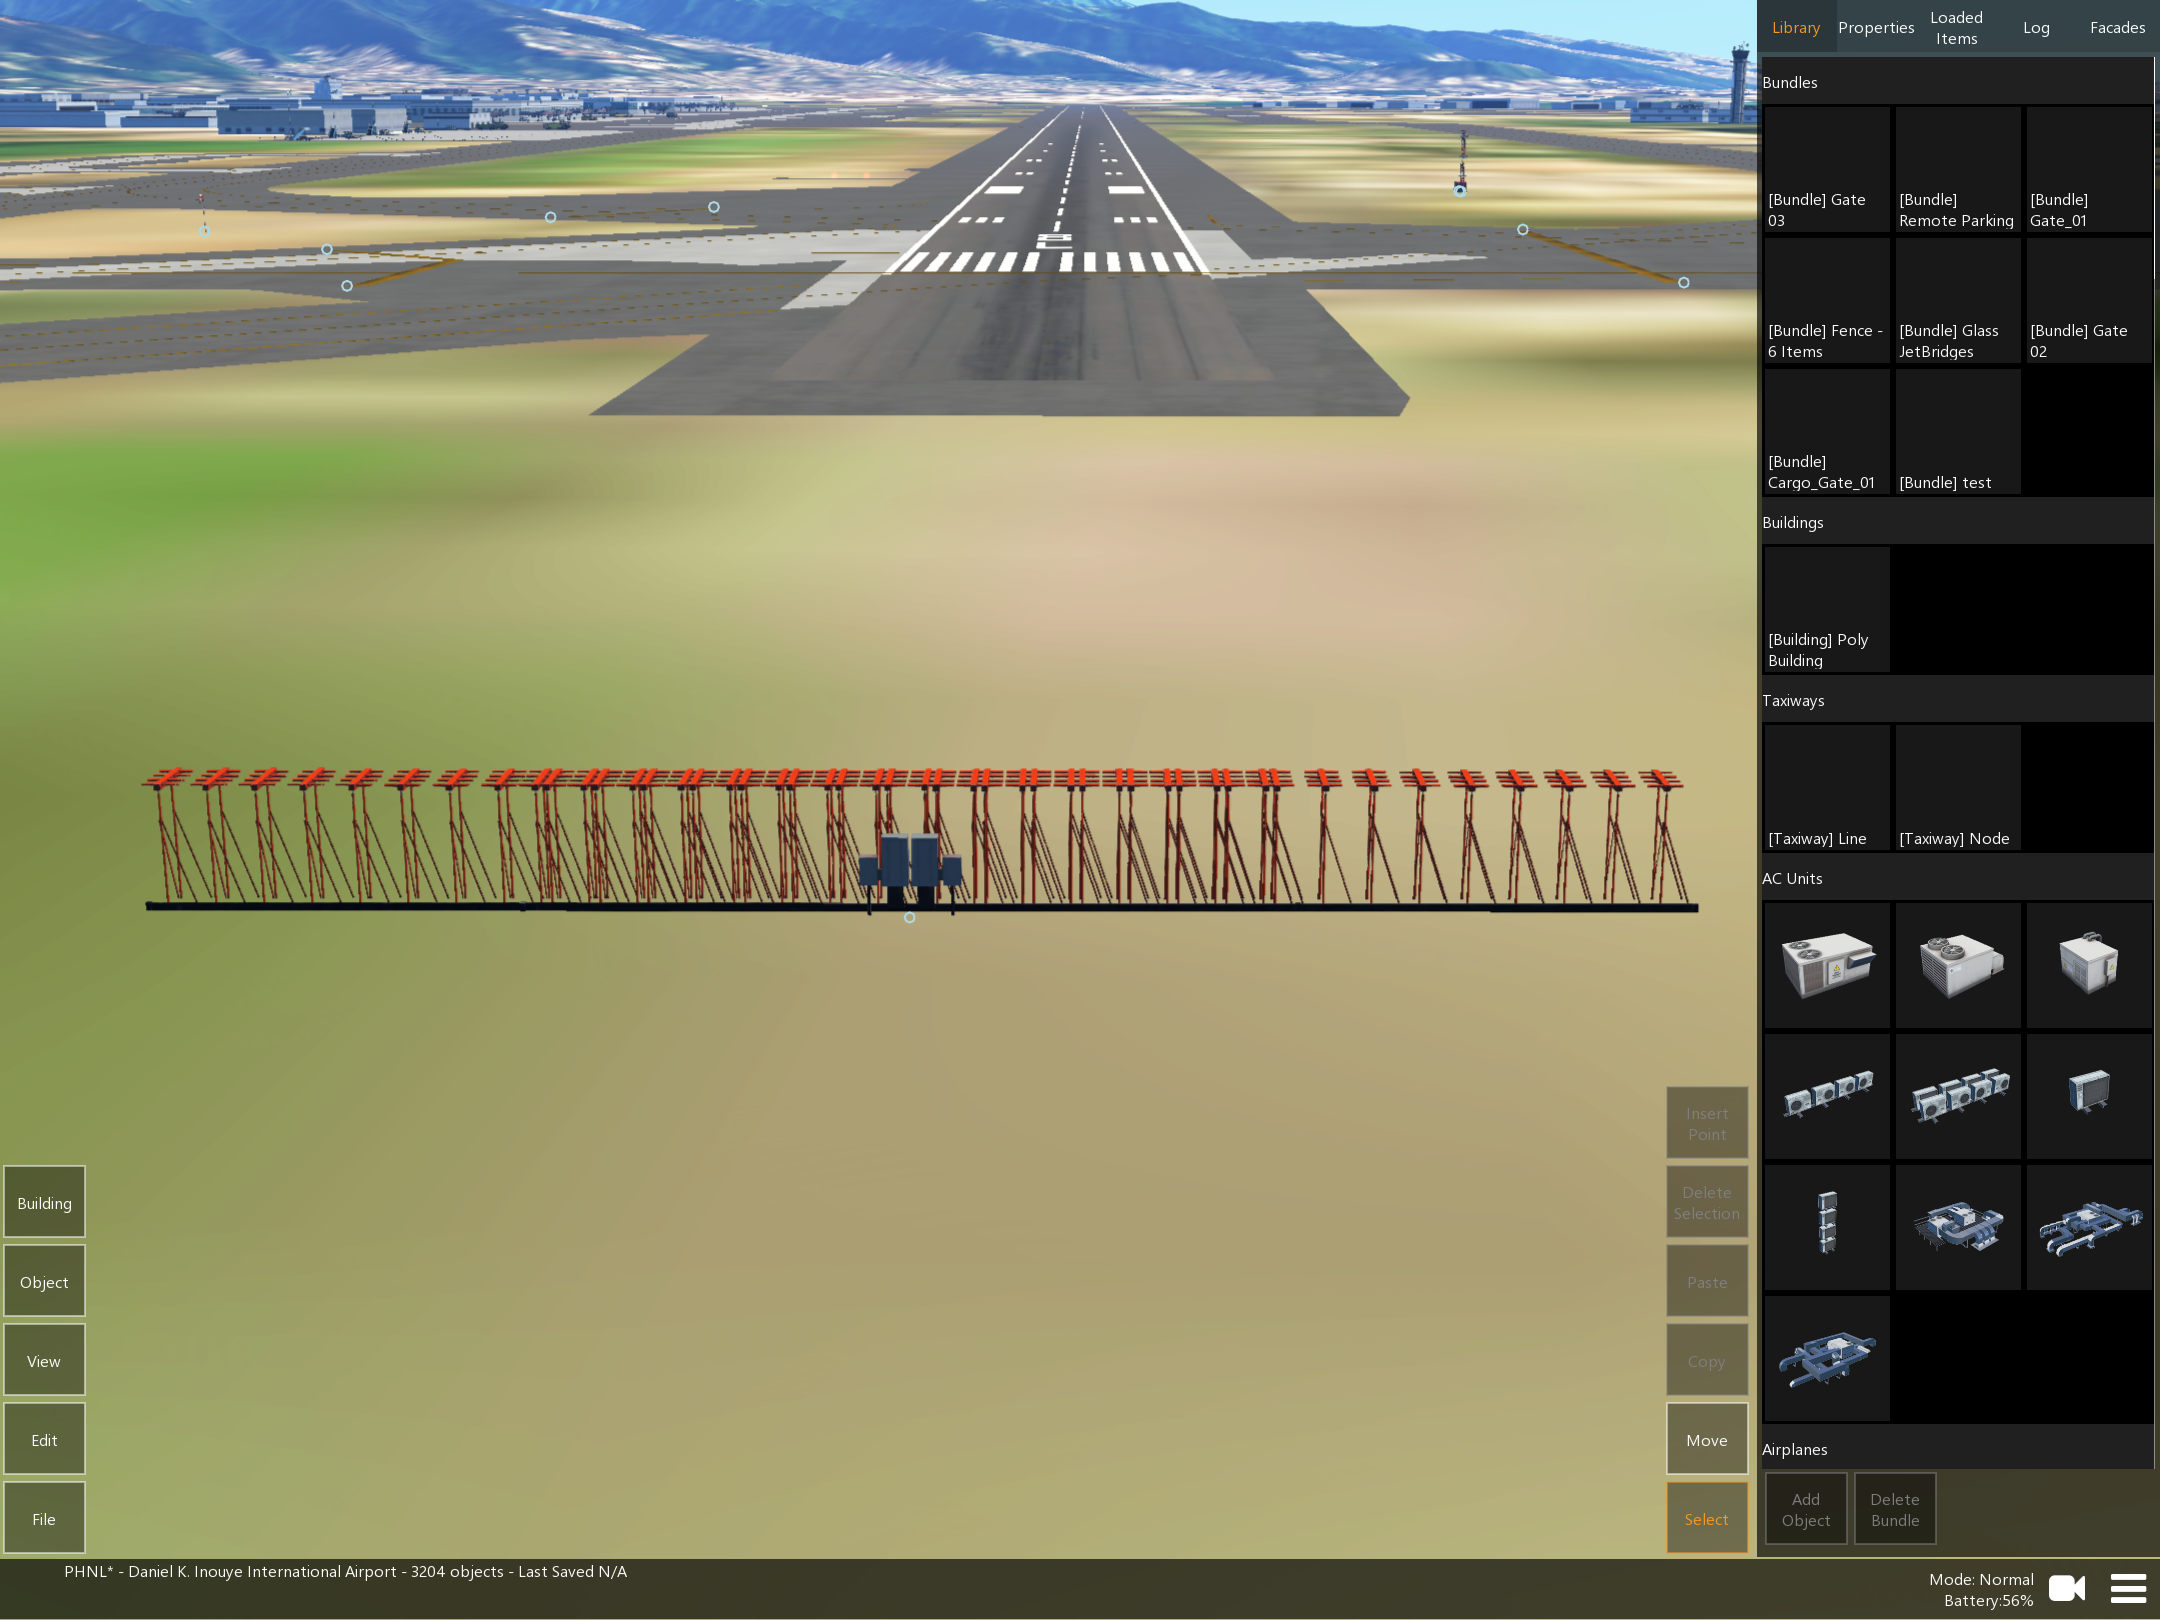 Library
Properties
Loaded
Items
Log
Facades
Bundles
[Bundle] Gate
03
[Bundle]
Remote Parking
[Bundle]
Gate_01
[Bundle] Fence -
6 Items
[Bundle] Glass
JetBridges
[Bundle] Gate
02
[Bundle]
Cargo_Gate_01
[Bundle] test
Buildings
[Building] Poly
Building
Taxiways
[Taxiway] Line
[Taxiway] Node
AC Units
Airplanes
Add
Object
Delete
Bundle
Insert
Point
Delete
Selection
Paste
Copy
Move
Select
Building
Object
View
Edit
File
PHNL* - Daniel K. Inouye International Airport - 3204 objects - Last Saved N/A
Mode: Normal
Battery:56%